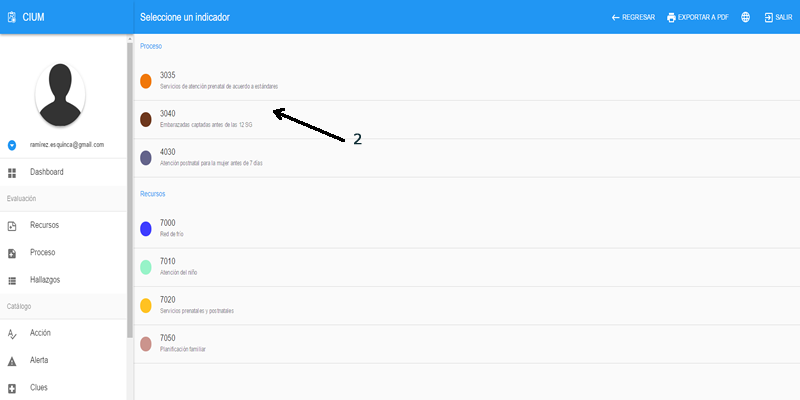 CIUM
Seleccione un indicador
REGRESAR
EXPORTAR A PDF
SALIR
ramirez.esquinca@gmail.com
Dashboard
Evaluación
Recursos
Proceso
Hallazgos
Catálogo
Acción
Alerta
Clues
Proceso
3035
Servicios de atención prenatal de acuerdo a estándares
3040
Embarazadas captadas antes de las 12 SG
2
4030
Atención postnatal para la mujer antes de 7 días
Recursos
7000
Red de frío
7010
Atención del niño
7020
Servicios prenatales y postnatales
7050
Planificación familiar